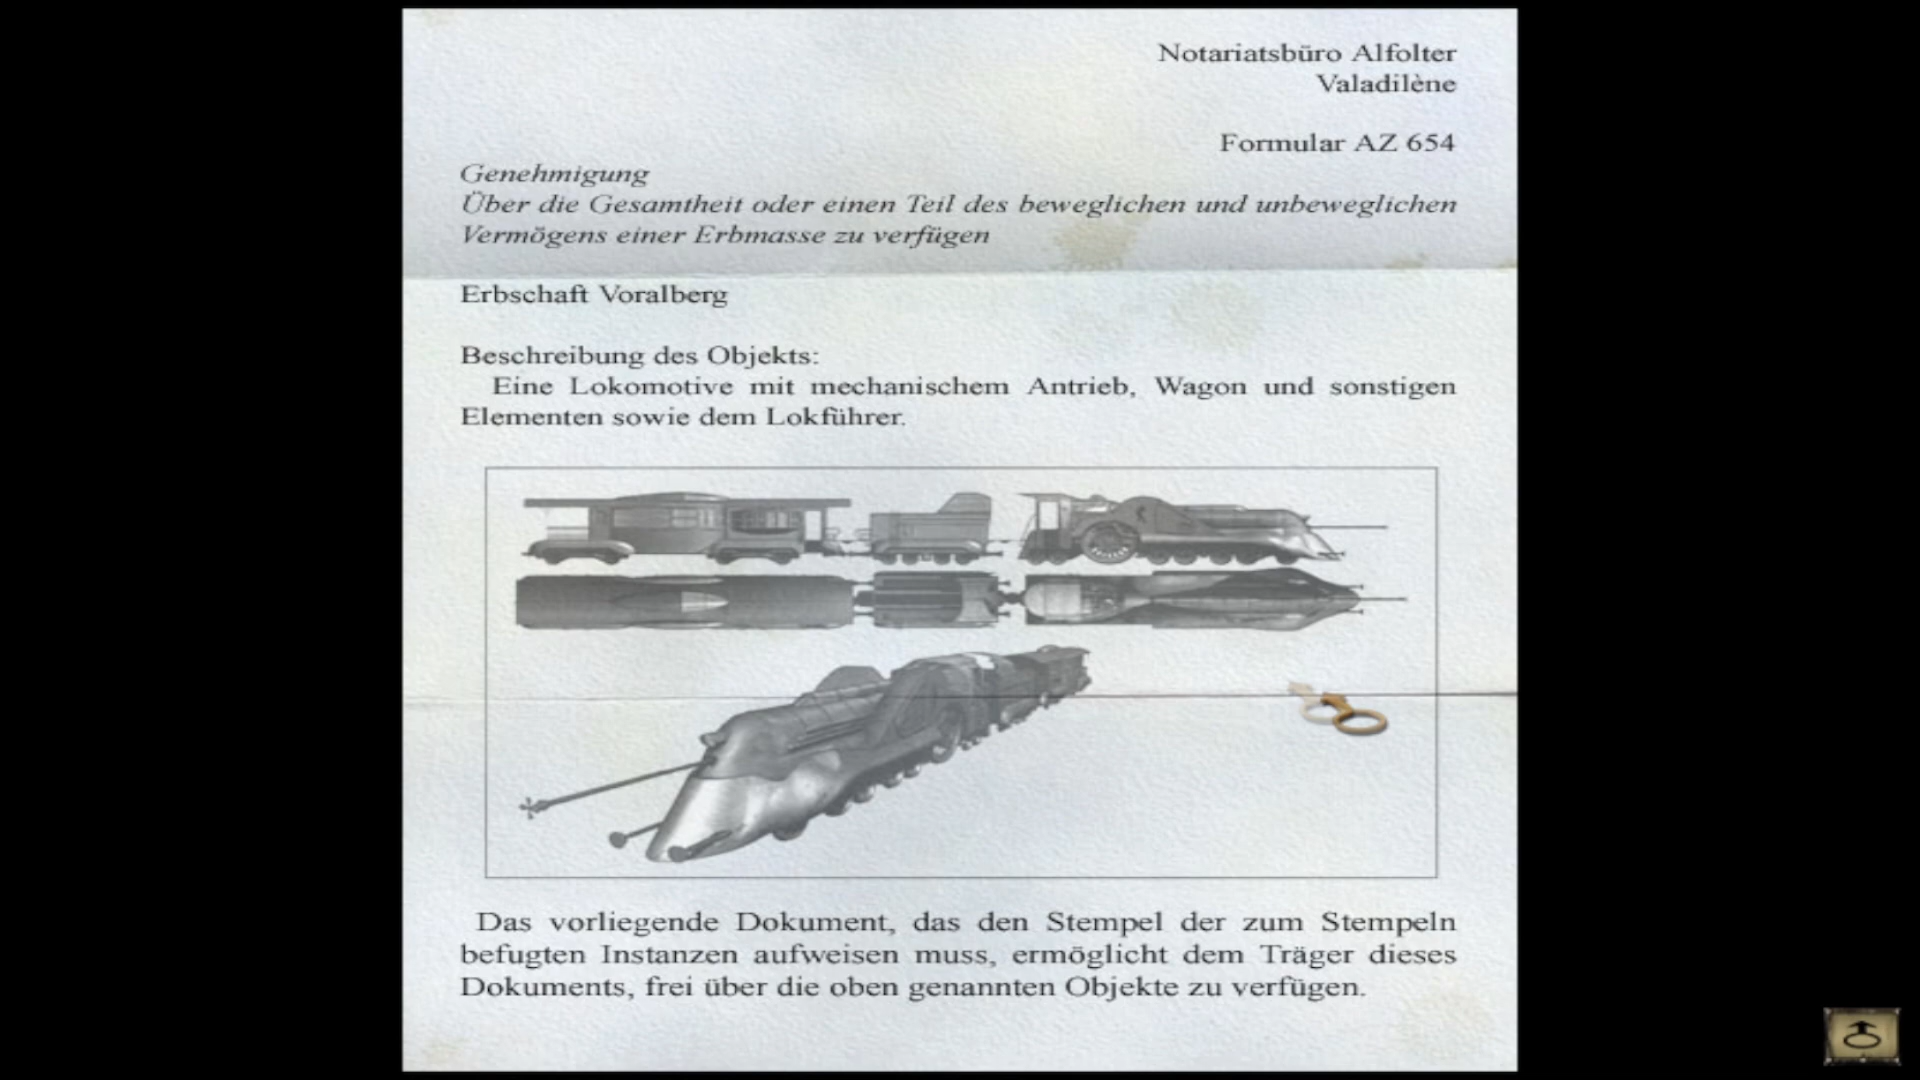 Notariatsbüro Alfolter
Valadilène
Formular AZ 654
Genehmigung
Über die Gesamtheit oder einen Teil des beweglichen und unbeweglichen
Vermögens einer Erbmasse zu verfügen
Erbschaft Voralberg
Beschreibung des Objekts:
Eine Lokomotive mit mechanischem Antrieb, Wagon und sonstigen
Elementen sowie dem Lokführer.
Das vorliegende Dokument, das den Stempel der zum Stempeln
befugten Instanzen aufweisen muss, ermöglicht dem Träger dieses
Dokuments, frei über die oben genannten Objekte zu verfügen.